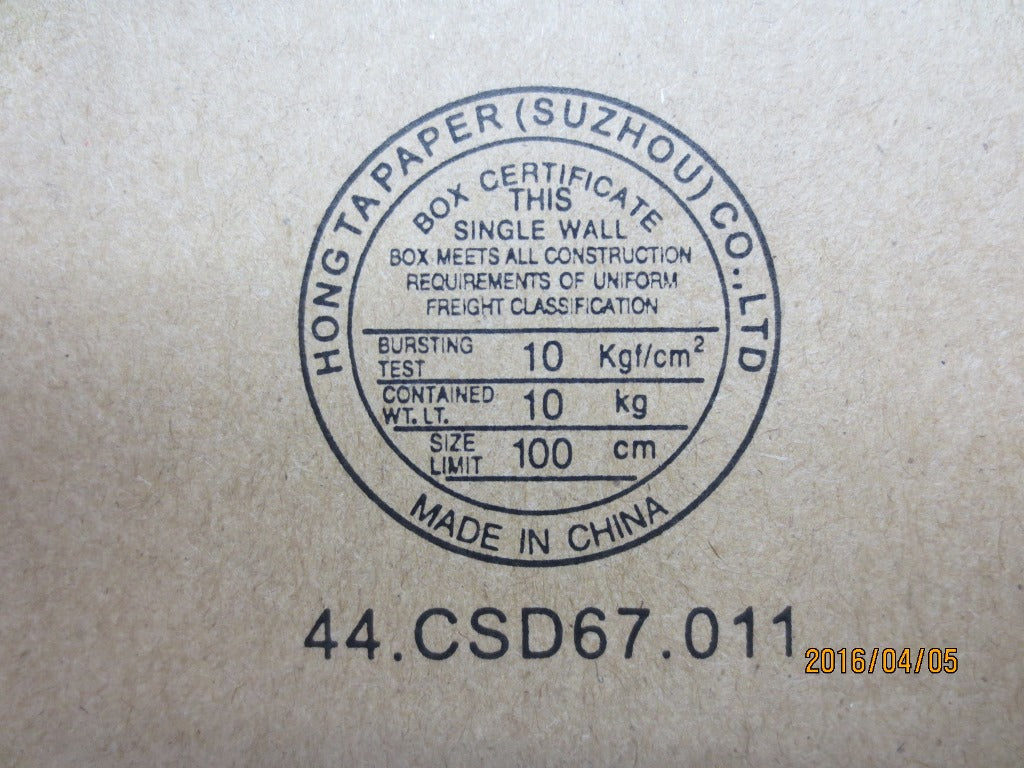 HONG TA PAPER (SUZHOU) CO.,LTD
BOX CERTIFICATE
THIS
SINGLE WALL
BOX MEETS ALL CONSTRUCTION
REQUIREMENTS OF UNIFORM
FREIGHT CLASSIFICATION
BURSTING TEST 10 Kgf/cm²
CONTAINED WT. LT. 10 kg
SIZE LIMIT 100 cm
MADE IN CHINA
44.CSD67.011
2016/04/05